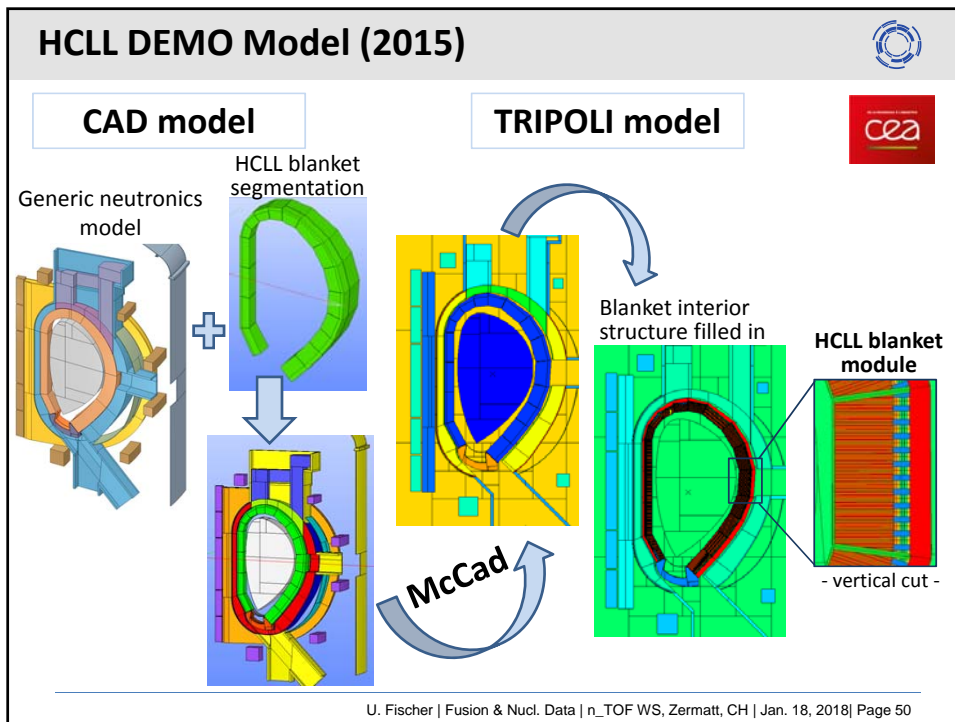 HCLL DEMO Model (2015)
CAD model
TRIPOLI model
cea
HCLL blanket
segmentation
Generic neutronics
model
Blanket interior
structure filled in
HCLL blanket
module
McCad
- vertical cut -
U. Fischer | Fusion & Nucl. Data | n_TOF WS, Zermatt, CH | Jan. 18, 2018| Page 50